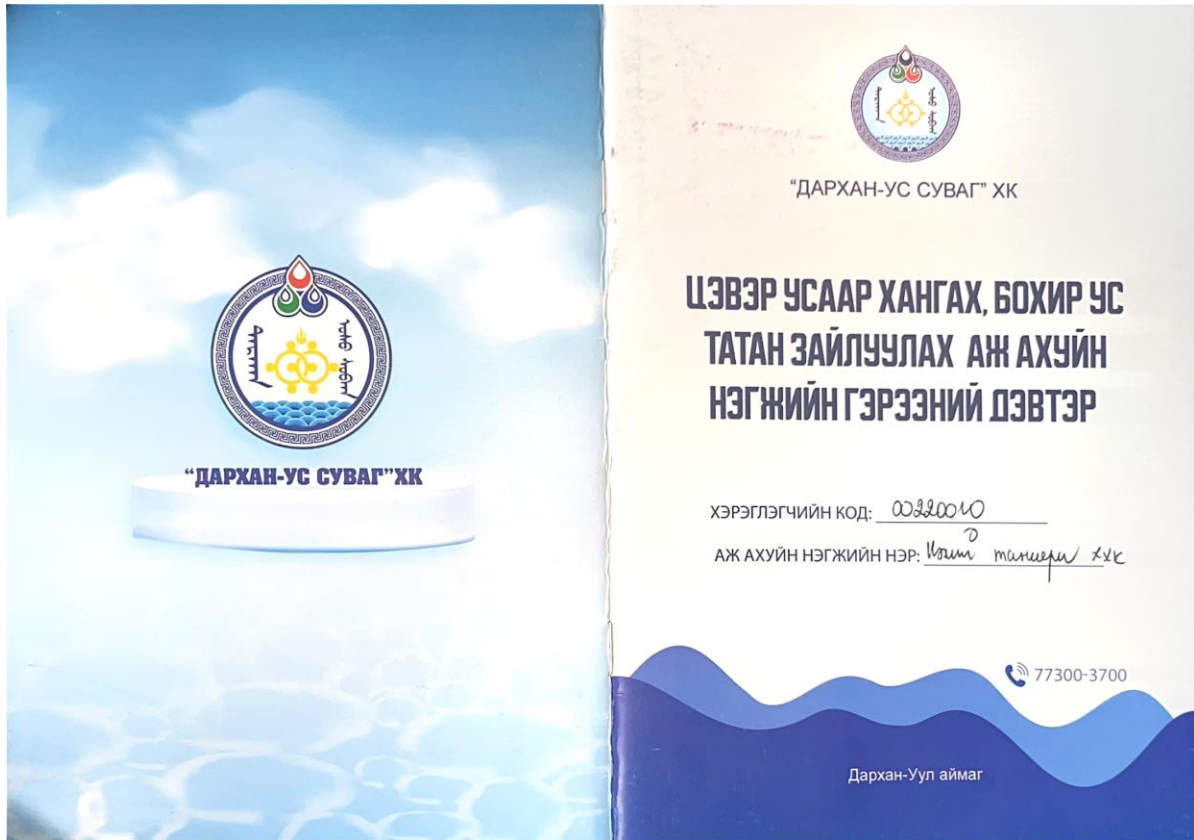 "ДАРХАН-УС СУВАГ"ХК
"ДАРХАН-УС СУВАГ" ХК
ЦЭВЭР УСААР ХАНГАХ, БОХИР УС
ТАТАН ЗАЙЛУУЛАХ АЖ АХУЙН
НЭГЖИЙН ГЭРЭЭНИЙ ДЭВТЭР
ХЭРЭГЛЭГЧИЙН КОД:
АЖ АХУЙН НЭГЖИЙН НЭР: ХХК
77300-3700
Дархан-Уул аймаг